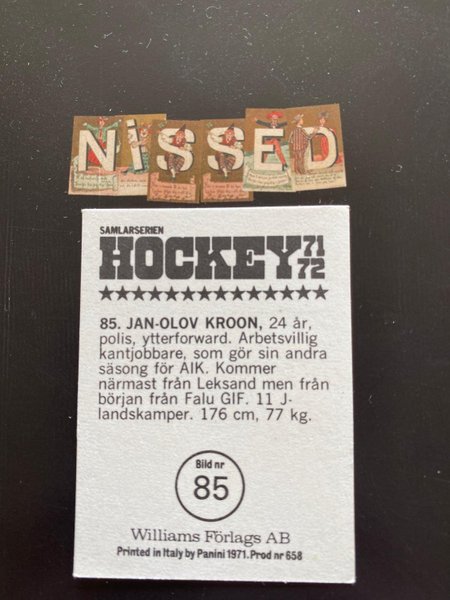 NiSSED
SAMLARSERIEN
HOCKEY 71
72
85. JAN-OLOV KROON, 24 år,
polis, ytterforward. Arbetsvillig
kantjobbare, som gör sin andra
säsong för AIK. Kommer
närmast från Leksand men från
början från Falu GIF. 11 J-
landskamper. 176 cm, 77 kg.
Bild nr
85
Williams Förlags AB
Printed in Italy by Panini 1971. Prod nr 658